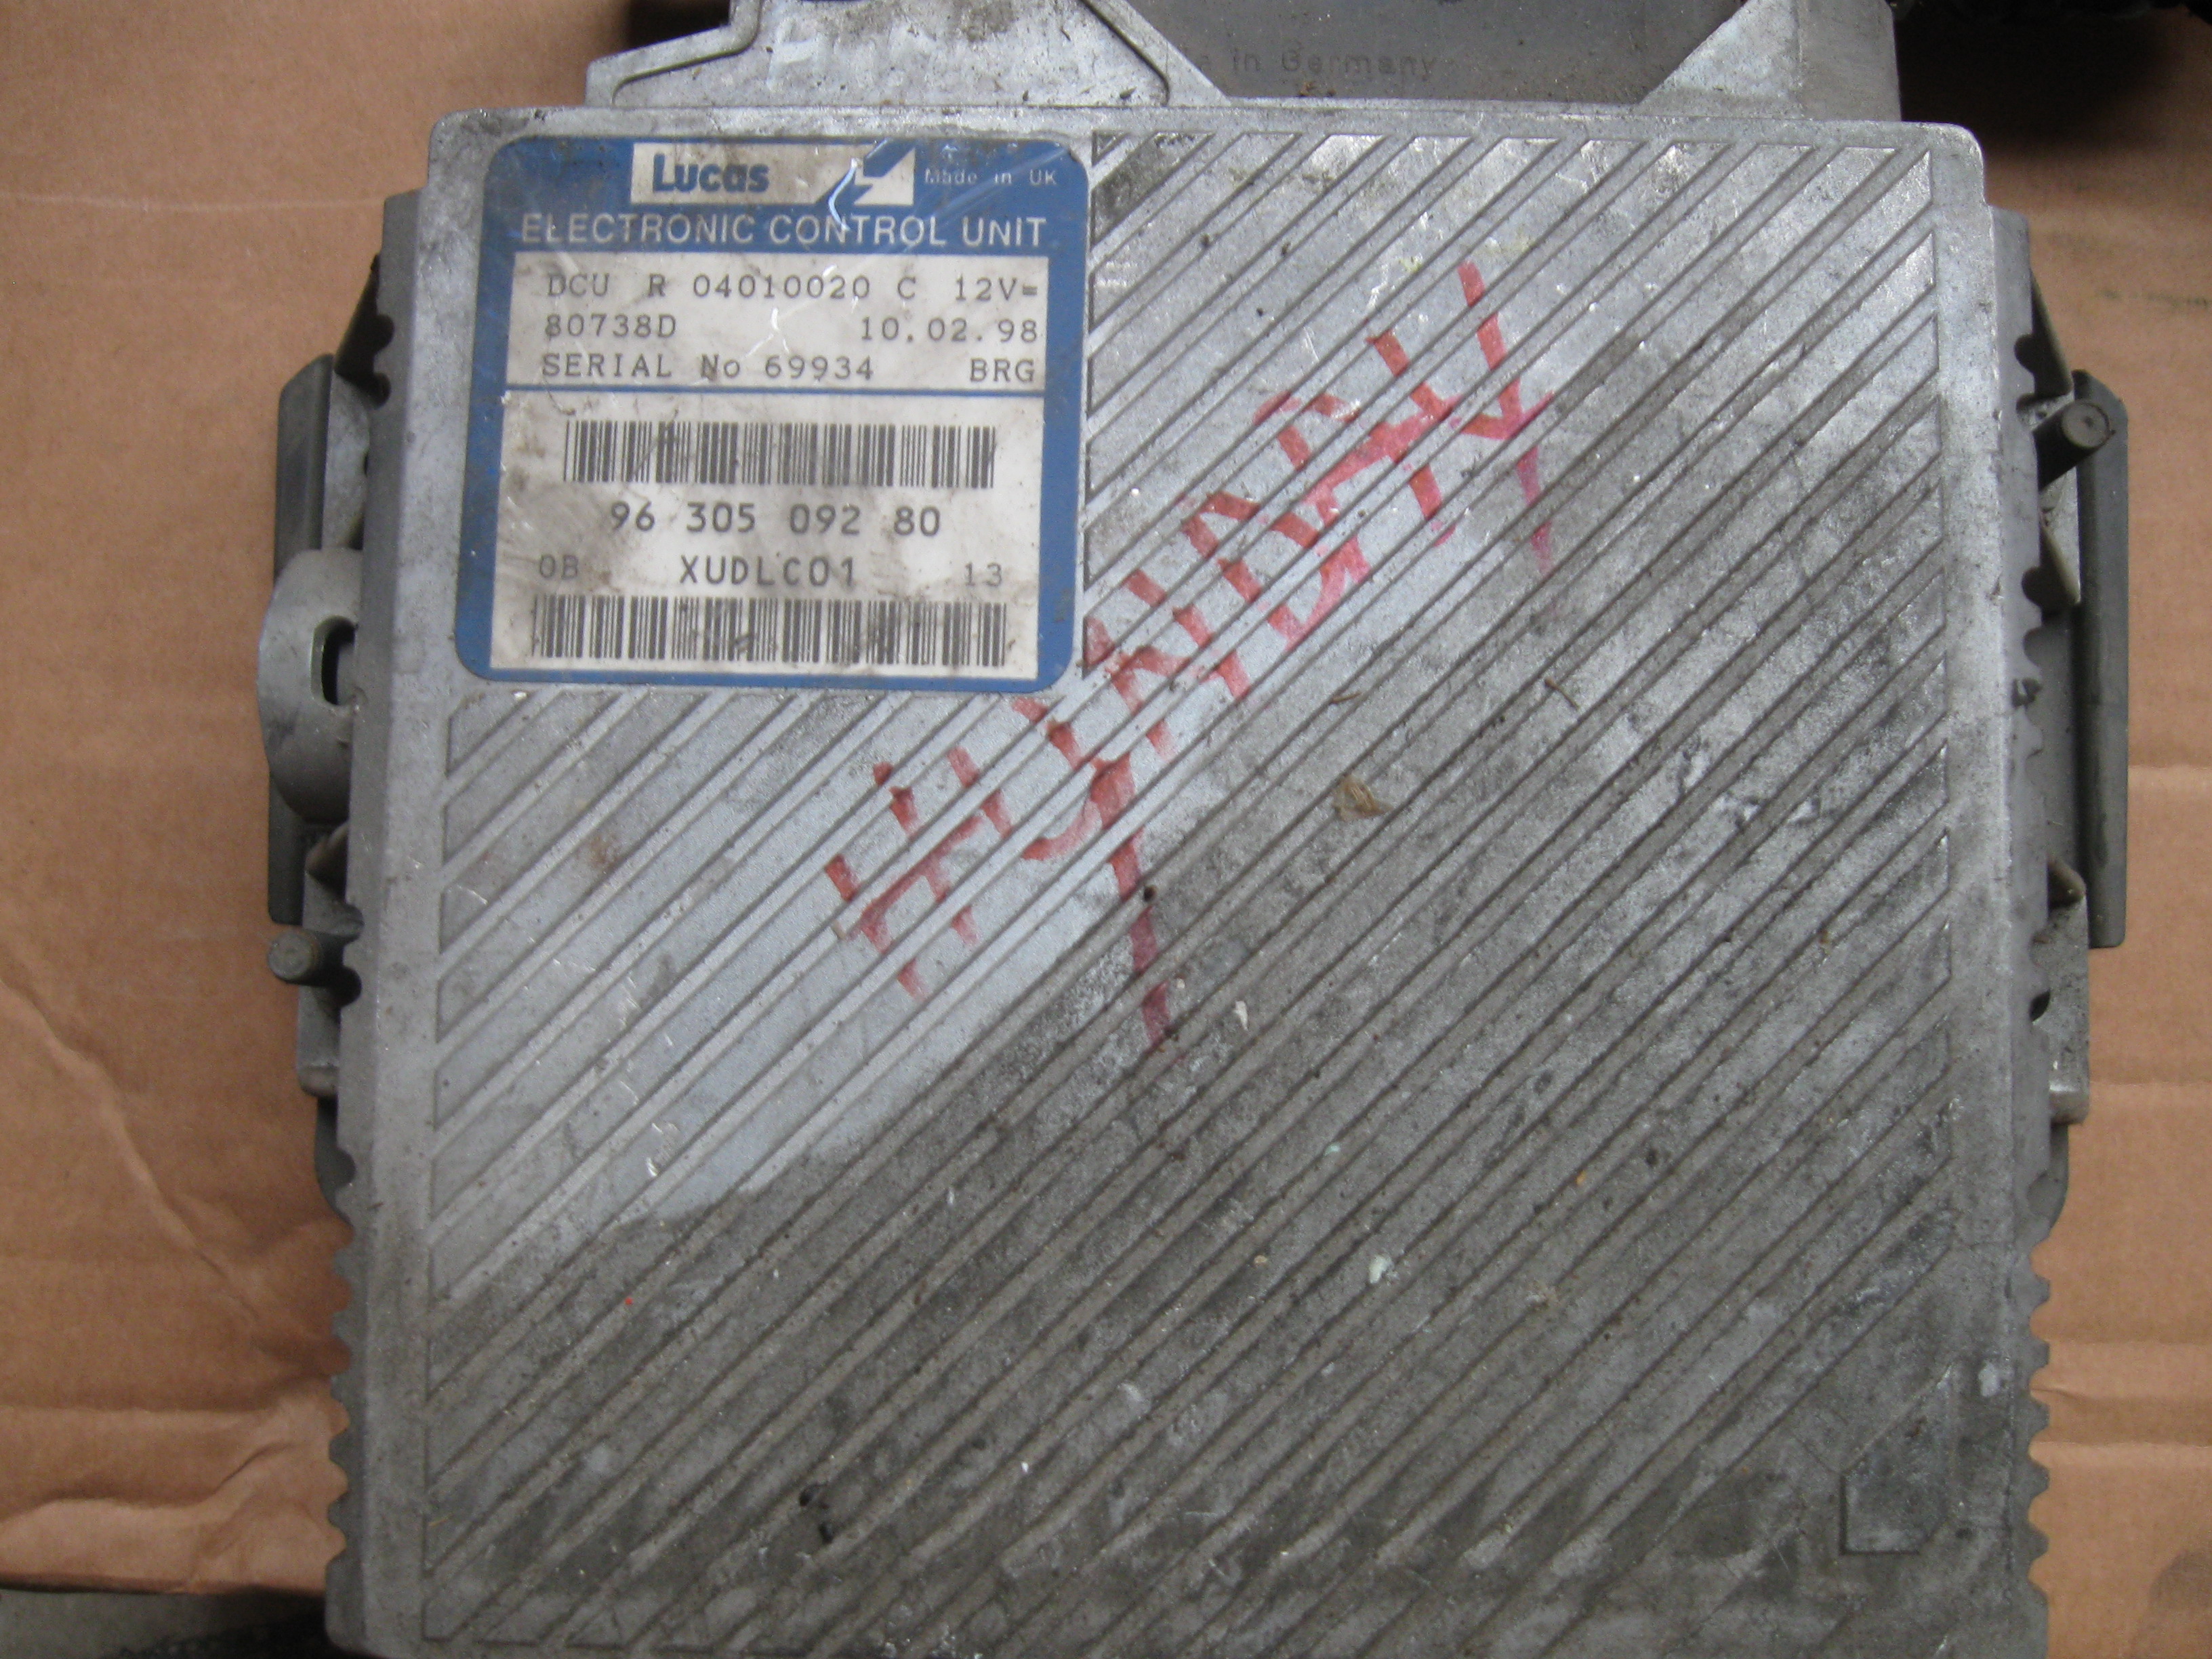 in Germany
Lucas
Made in UK
ELECTRONIC CONTROL UNIT
DCU R 04010020 C 12V=
80738D 10.02.98
SERIAL No 69934 BRG
96 305 092 80
0B XUDLC01 13